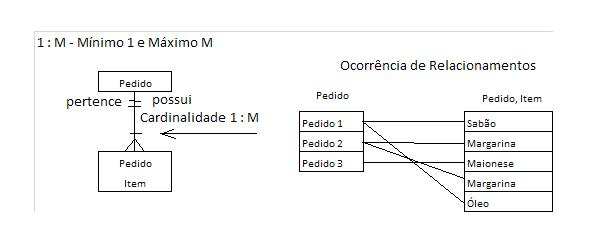 1 : M - Mínimo 1 e Máximo M
Pedido
pertence
possui
Cardinalidade 1 : M
Pedido
Item
Ocorrência de Relacionamentos
Pedido
Pedido, Item
Pedido 1
Pedido 2
Pedido 3
Sabão
Margarina
Maionese
Margarina
Óleo